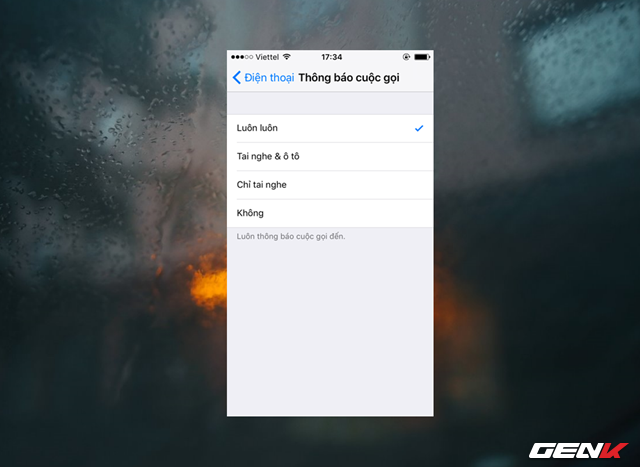 Viettel 17:34
Điện thoại Thông báo cuộc gọi
Luôn luôn
Tai nghe & ô tô
Chỉ tai nghe
Không
Luôn thông báo cuộc gọi đến.
GENK